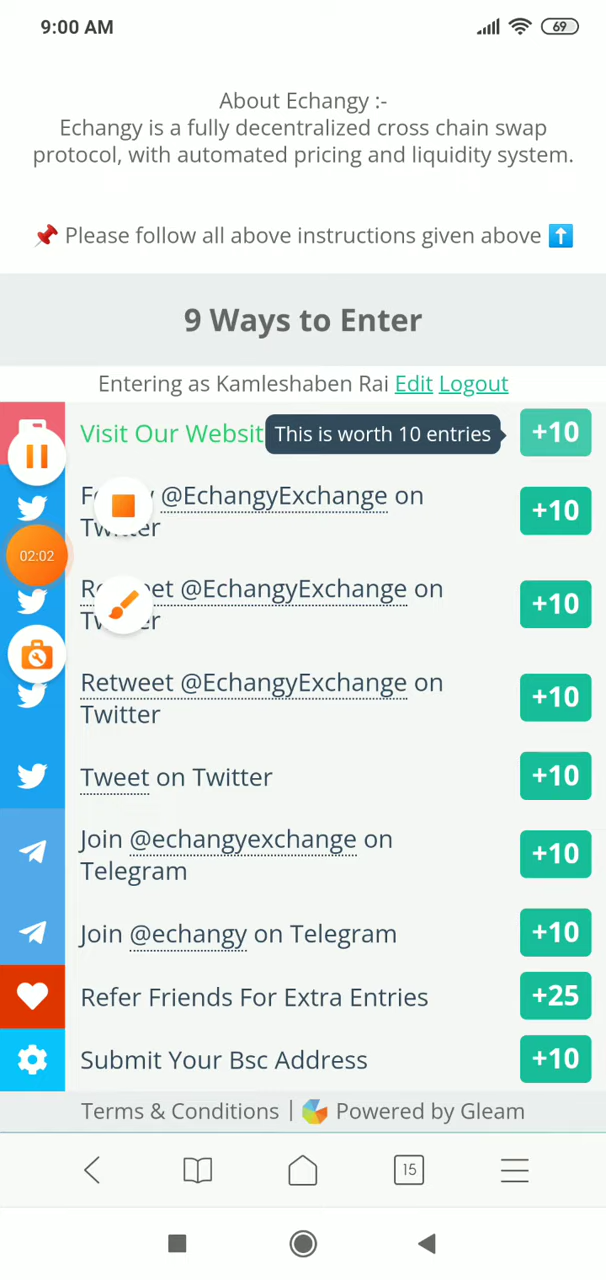 9:00 AM
69
About Echangy :-
Echangy is a fully decentralized cross chain swap
protocol, with automated pricing and liquidity system.
Please follow all above instructions given above
9 Ways to Enter
Entering as Kamleshaben Rai Edit Logout
Visit Our Websit This is worth 10 entries +10
@EchangyExchange on +10
02:02
@EchangyExchange on +10
Retweet @EchangyExchange on
Twitter +10
Tweet on Twitter +10
Join @echangyexchange on
Telegram +10
Join @echangy on Telegram +10
Refer Friends For Extra Entries +25
Submit Your Bsc Address +10
Terms & Conditions | Powered by Gleam
15